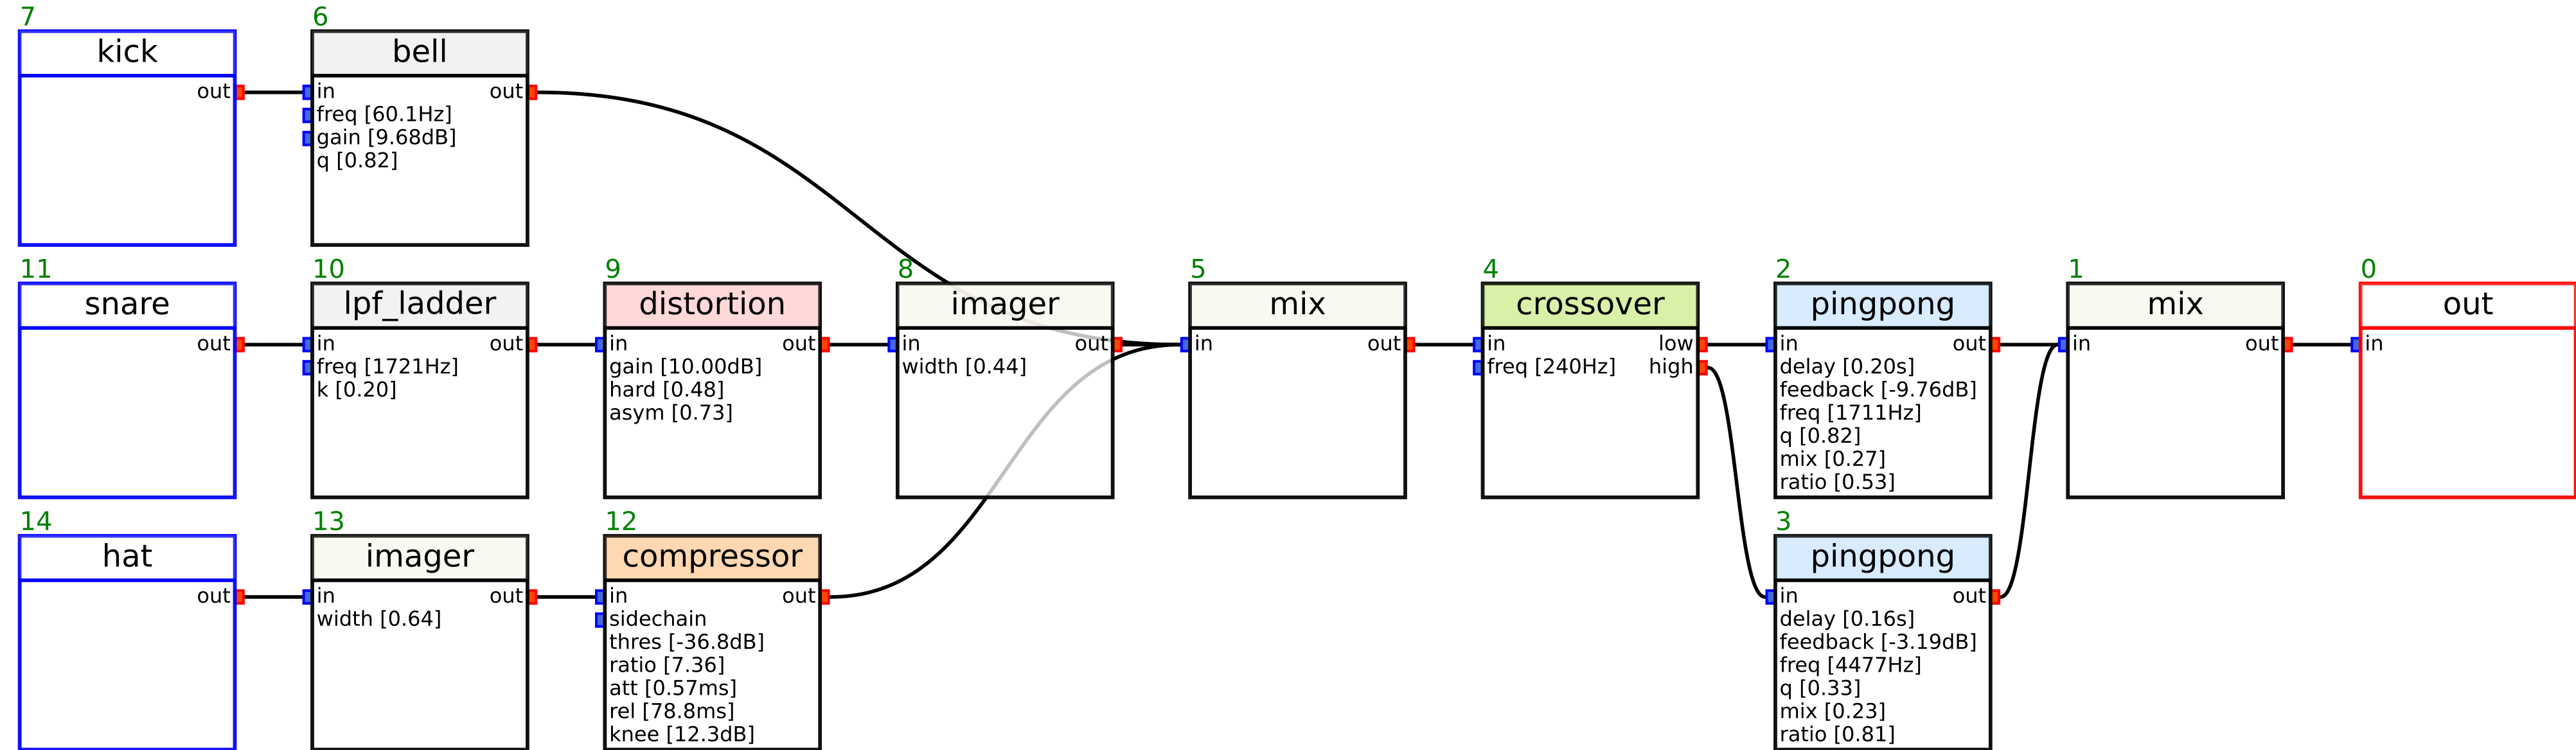 7
kick
out
6
bell
in out
freq [60.1Hz]
gain [9.68dB]
q [0.82]
11
snare
out
10
lpf_ladder
in out
freq [1721Hz]
k [0.20]
9
distortion
in out
gain [10.00dB]
hard [0.48]
asym [0.73]
8
imager
in out
width [0.44]
5
mix
in out
4
crossover
in low
freq [240Hz] high
2
pingpong
in out
delay [0.20s]
feedback [-9.76dB]
freq [1711Hz]
q [0.82]
mix [0.27]
ratio [0.53]
1
mix
in out
0
out
in
14
hat
out
13
imager
in out
width [0.64]
12
compressor
in out
sidechain
thres [-36.8dB]
ratio [7.36]
att [0.57ms]
rel [78.8ms]
knee [12.3dB]
3
pingpong
in out
delay [0.16s]
feedback [-3.19dB]
freq [4477Hz]
q [0.33]
mix [0.23]
ratio [0.81]